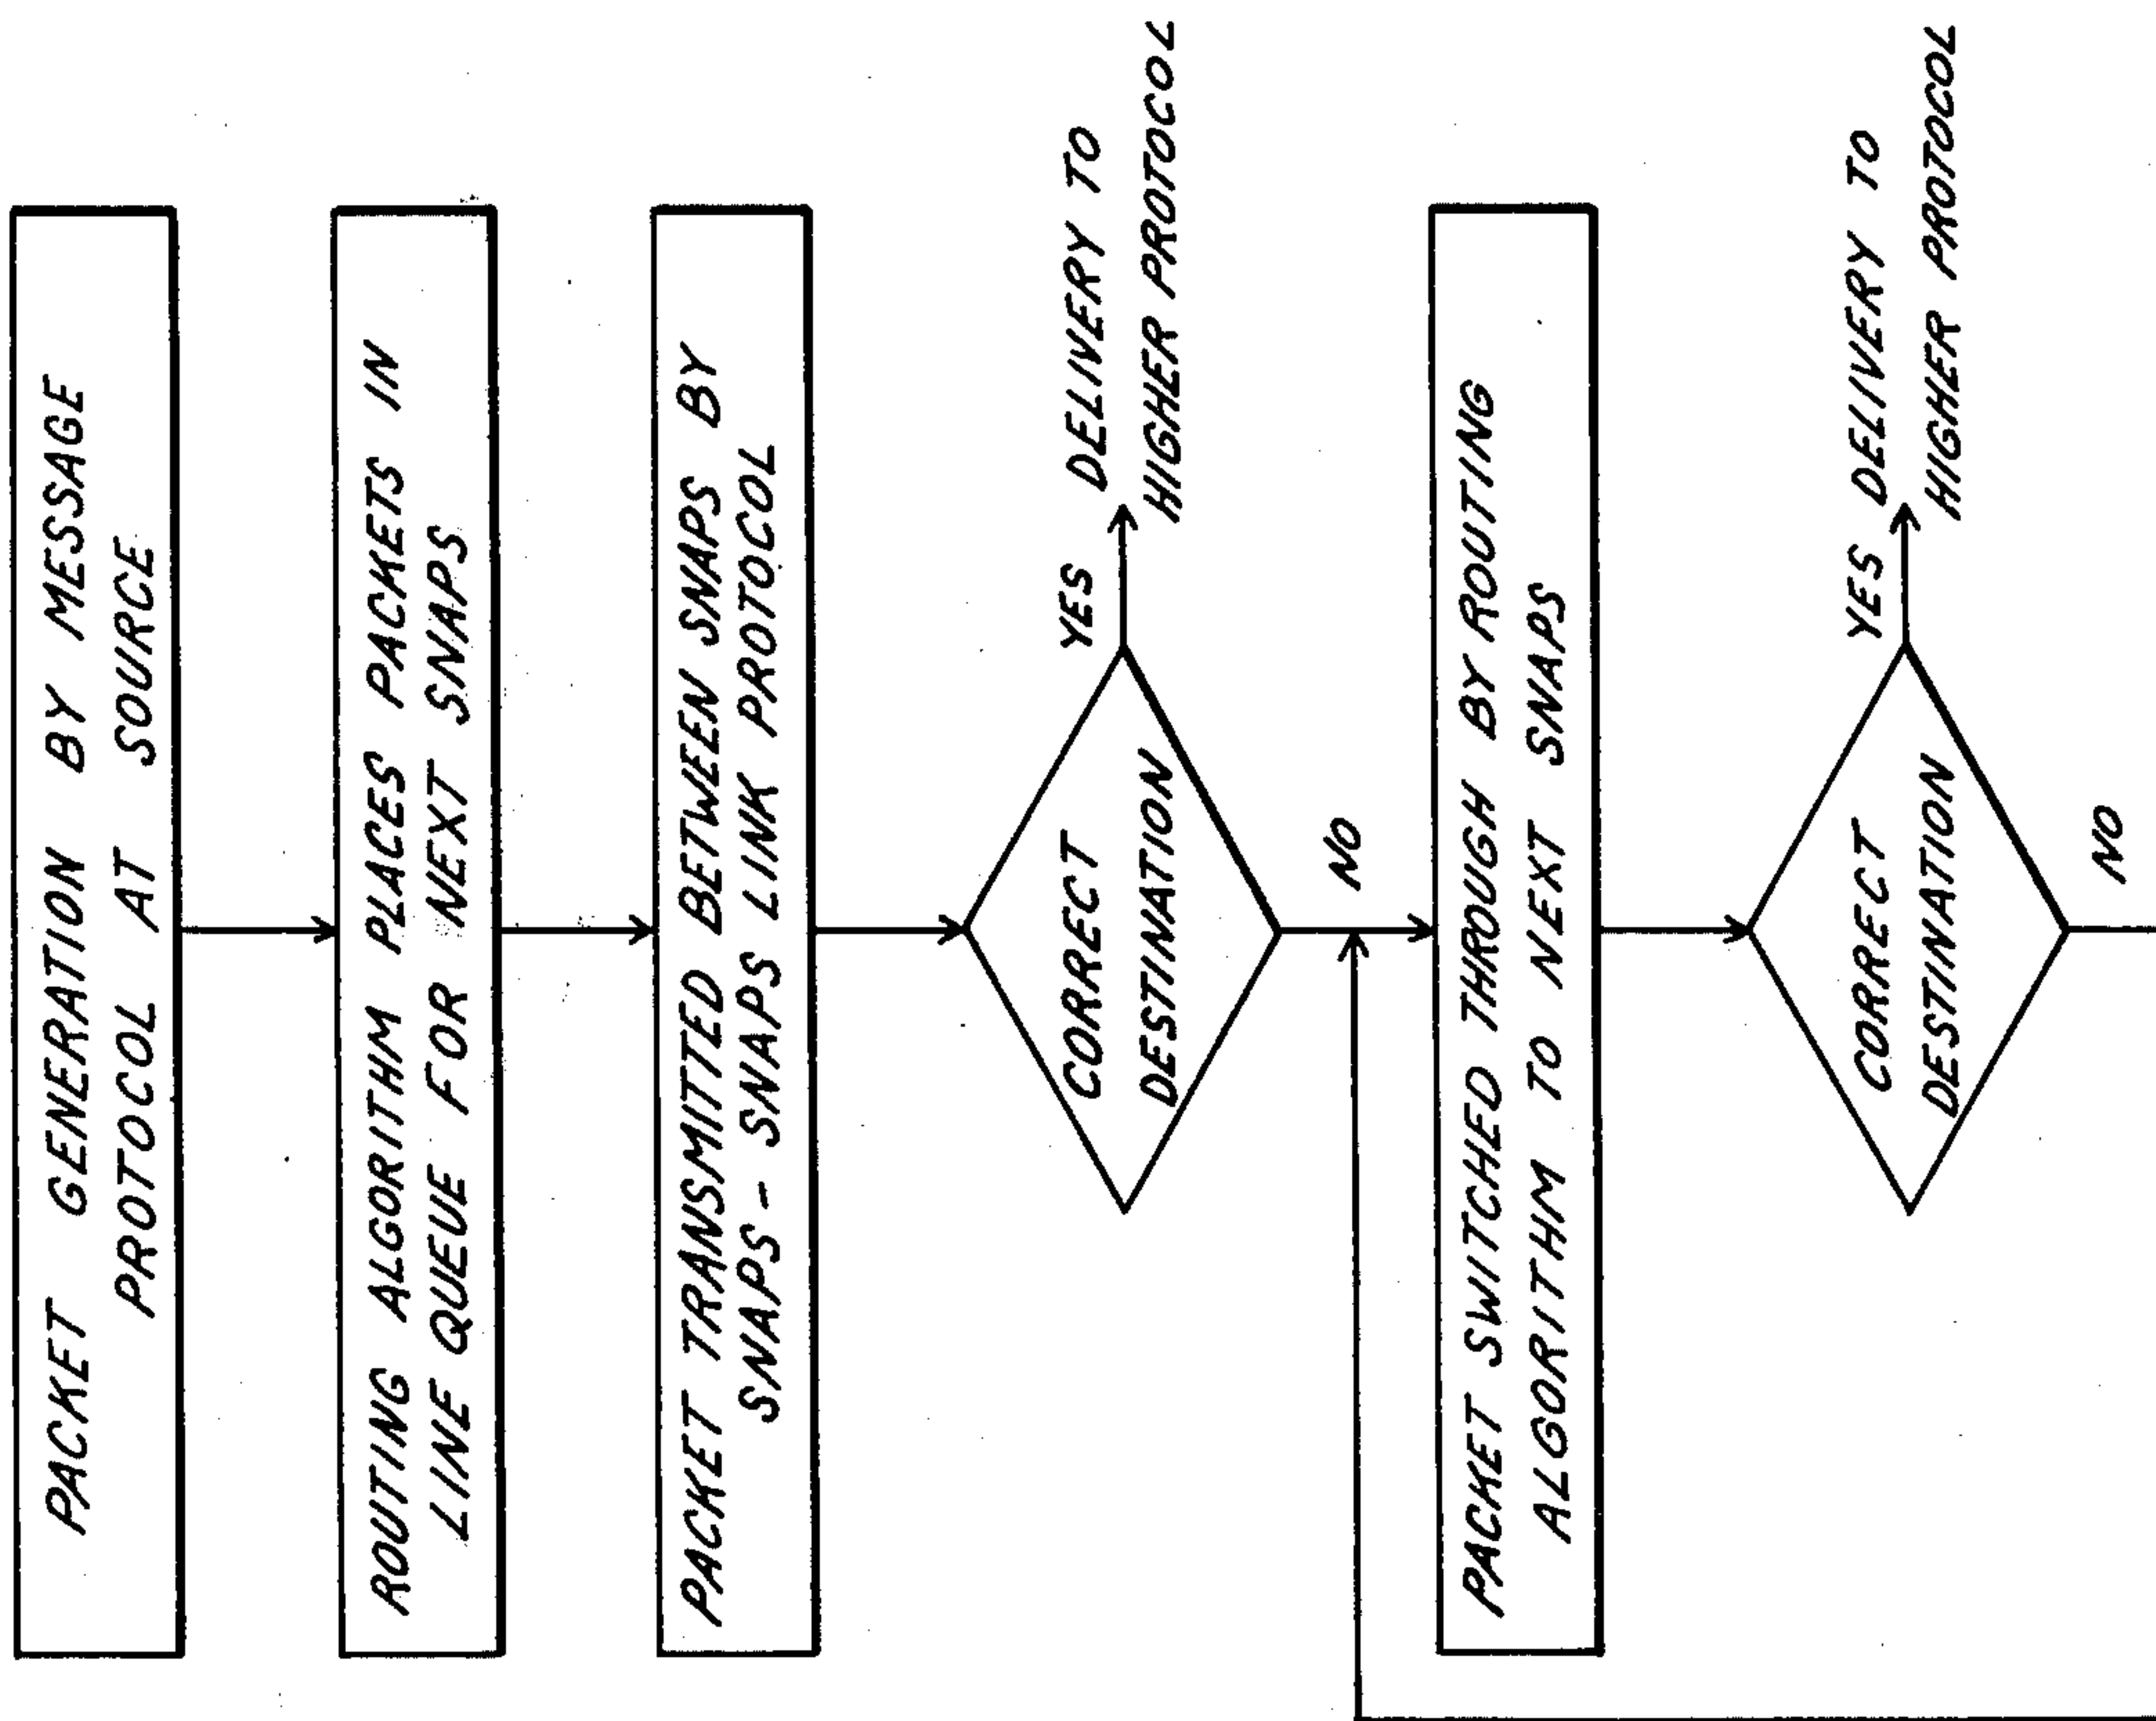 PACKET GENERATION BY MESSAGE
PROTOCOL AT SOURCE
ROUTING ALGORITHM PLACES PACKETS IN
LINE QUEUE FOR NEXT SNAPS
PACKET TRANSMITTED BETWEEN SNAPS BY
SNAPS - SNAPS LINK PROTOCOL
CORRECT
DESTINATION
YES
DELIVERY TO
HIGHER PROTOCOL
NO
PACKET SWITCHED THROUGH BY ROUTING
ALGORITHM TO NEXT SNAPS
CORRECT
DESTINATION
YES
DELIVERY TO
HIGHER PROTOCOL
NO